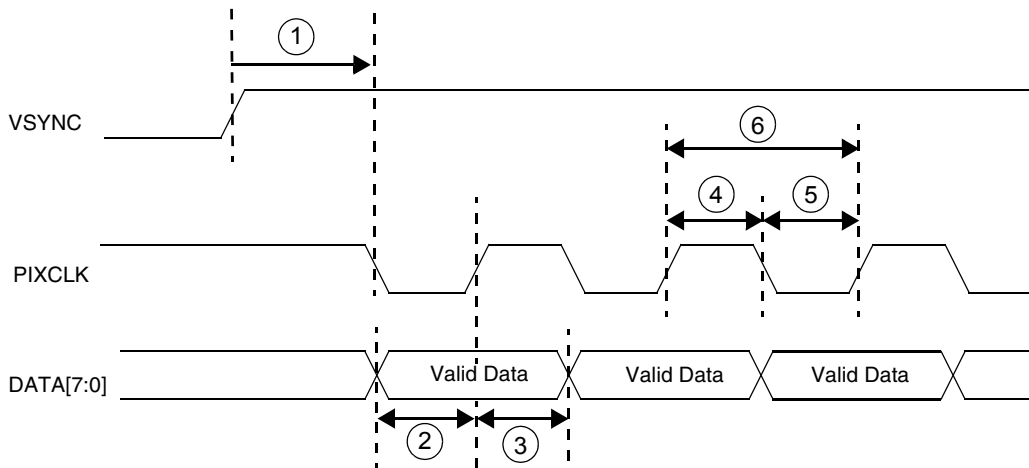 1
VSYNC
6
4 5
PIXCLK
DATA[7:0] Valid Data Valid Data Valid Data
2 3